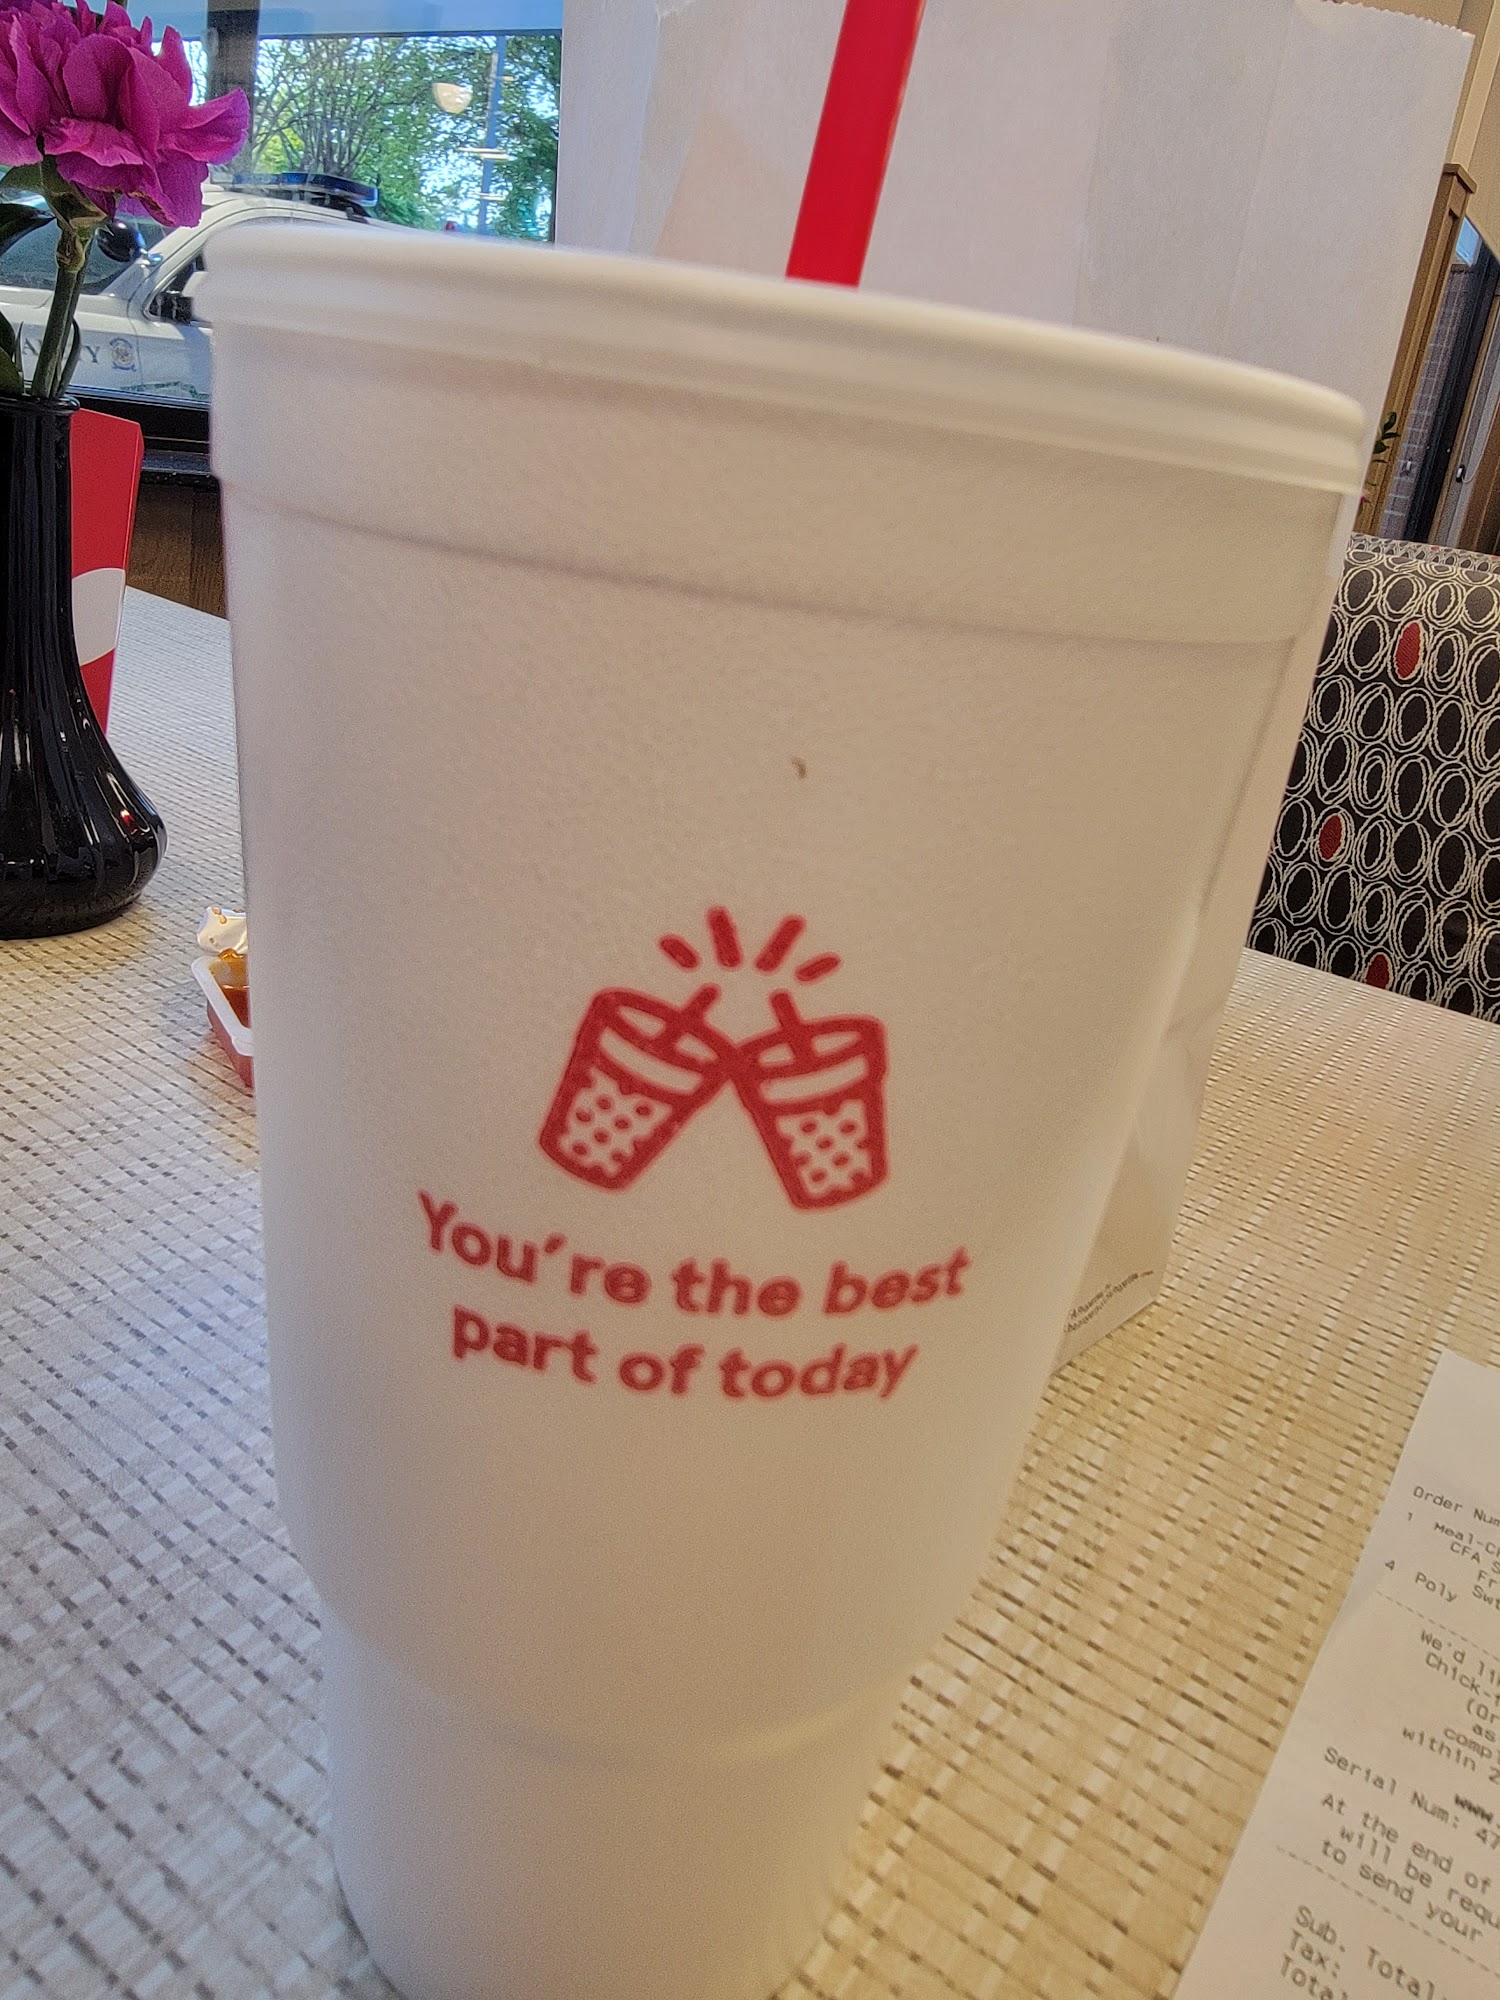 You're the best
part of today
Order Num
1 Meal-C
CFA S
Fr
4 Poly Swt
We'd li
Chick-f
(Or
as
comp
within 2
www.
Serial Num: 47
At the end of
will be requ
to send your
Sub. Total
Tax:
Tota